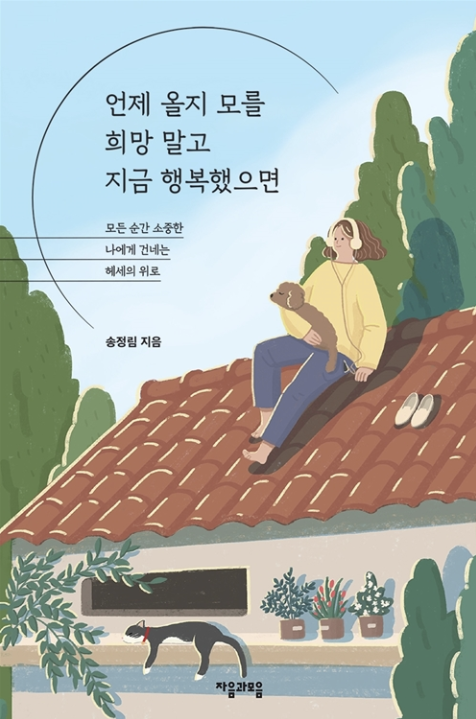 언제 올지 모를
희망 말고
지금 행복했으면
모든 순간 소중한
나에게 건네는
헤세의 위로
송정림 지음
자음과모음